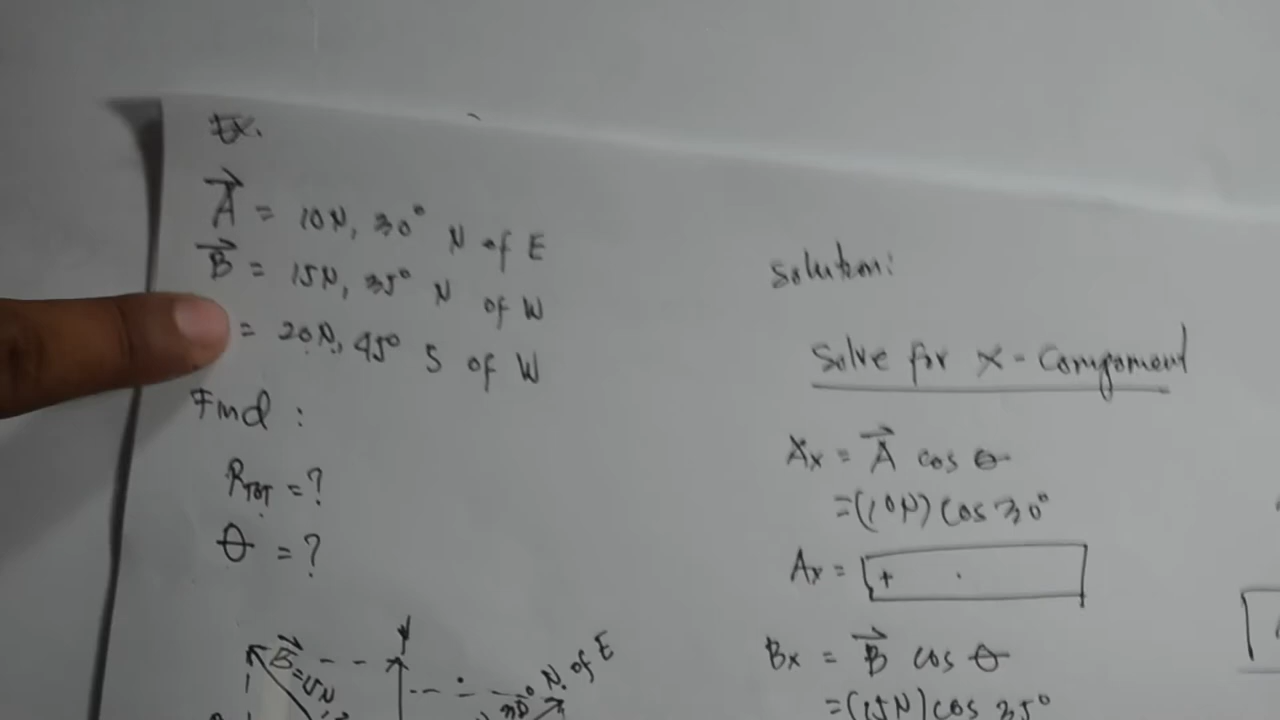 Ex.
A = 10N, 30° N of E
B = 15N, 35° N of W
= 20N, 45° S of W
Find :
R_TOT = ?
θ = ?
B = 15N
Y
30° N. of E
Solution:
Solve for x - Component
Ax = A cos θ
= (10N) cos 30°
Ax = +
Bx = B cos θ
= (15N) cos 35°